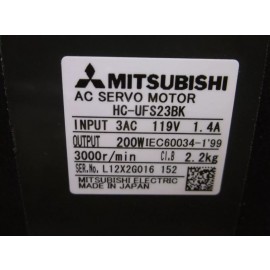 MITSUBISHI
AC SERVO MOTOR
HC-UFS23BK
INPUT 3AC 119V 1.4A
OUTPUT 200W IEC60034-1'99
3000r/min Cl.B 2.2kg
SER.No. L12X2G016 152
MITSUBISHI ELECTRIC
MADE IN JAPAN